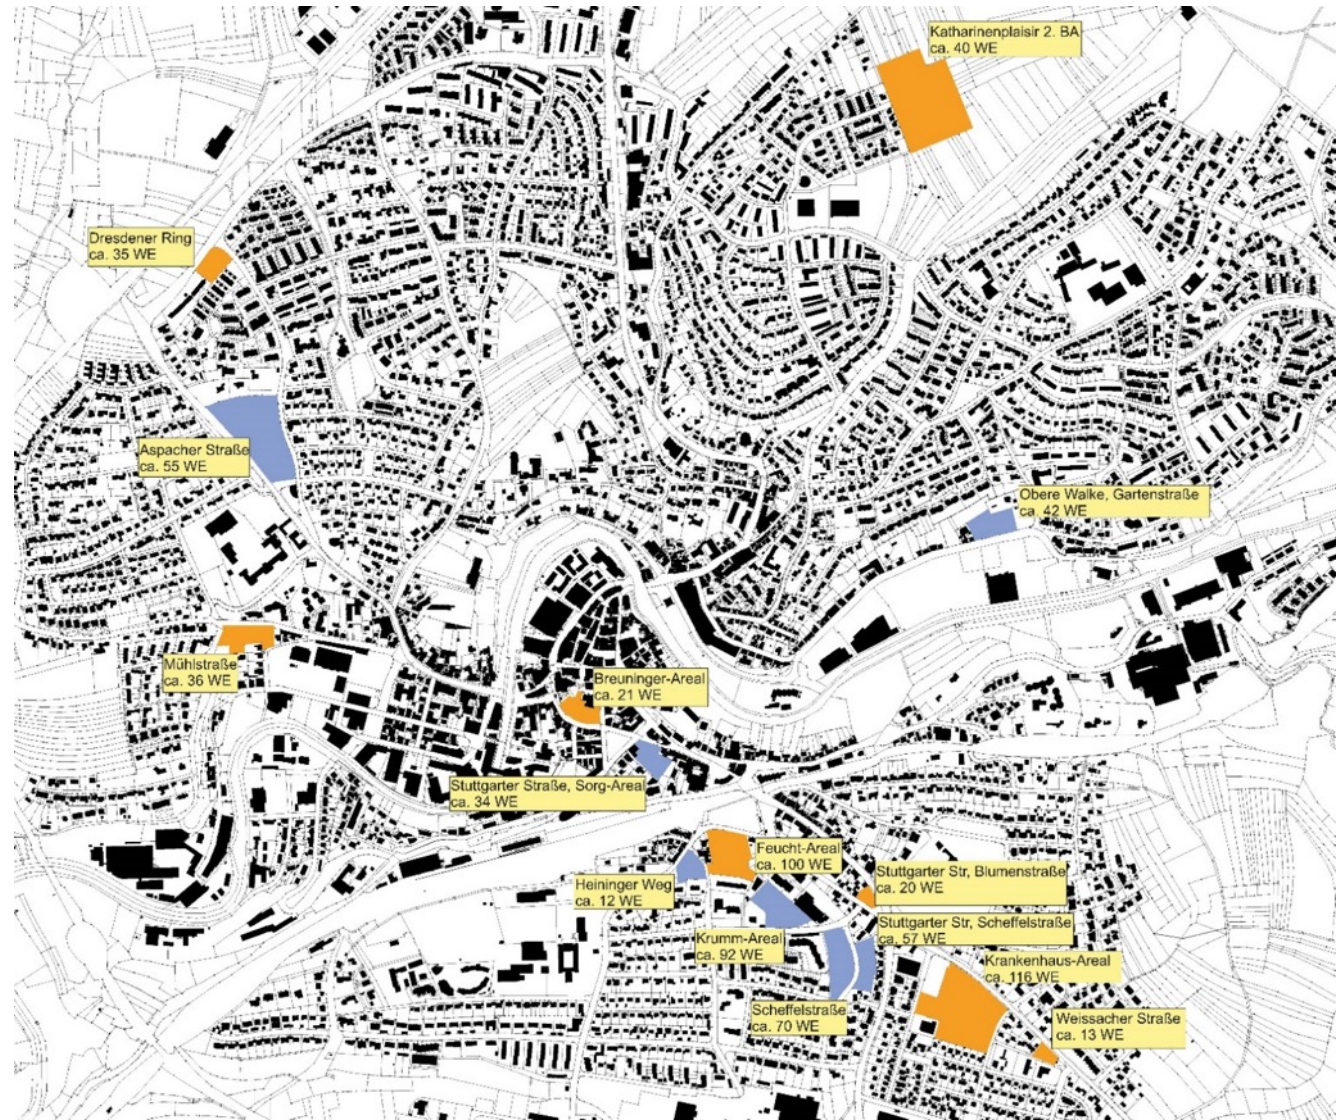 Katharinenplaisir 2. BA
ca. 40 WE
Dresdener Ring
ca. 35 WE
Aspacher Straße
ca. 55 WE
Obere Walke, Gartenstraße
ca. 42 WE
Mühlstraße
ca. 36 WE
Breuninger-Areal
ca. 21 WE
Stuttgarter Straße, Sorg-Areal
ca. 34 WE
Feucht-Areal
ca. 100 WE
Heininger Weg
ca. 12 WE
Stuttgarter Str, Blumenstraße
ca. 20 WE
Stuttgarter Str, Scheffelstraße
ca. 57 WE
Krumm-Areal
ca. 92 WE
Krankenhaus-Areal
ca. 116 WE
Scheffelstraße
ca. 70 WE
Weissacher Straße
ca. 13 WE